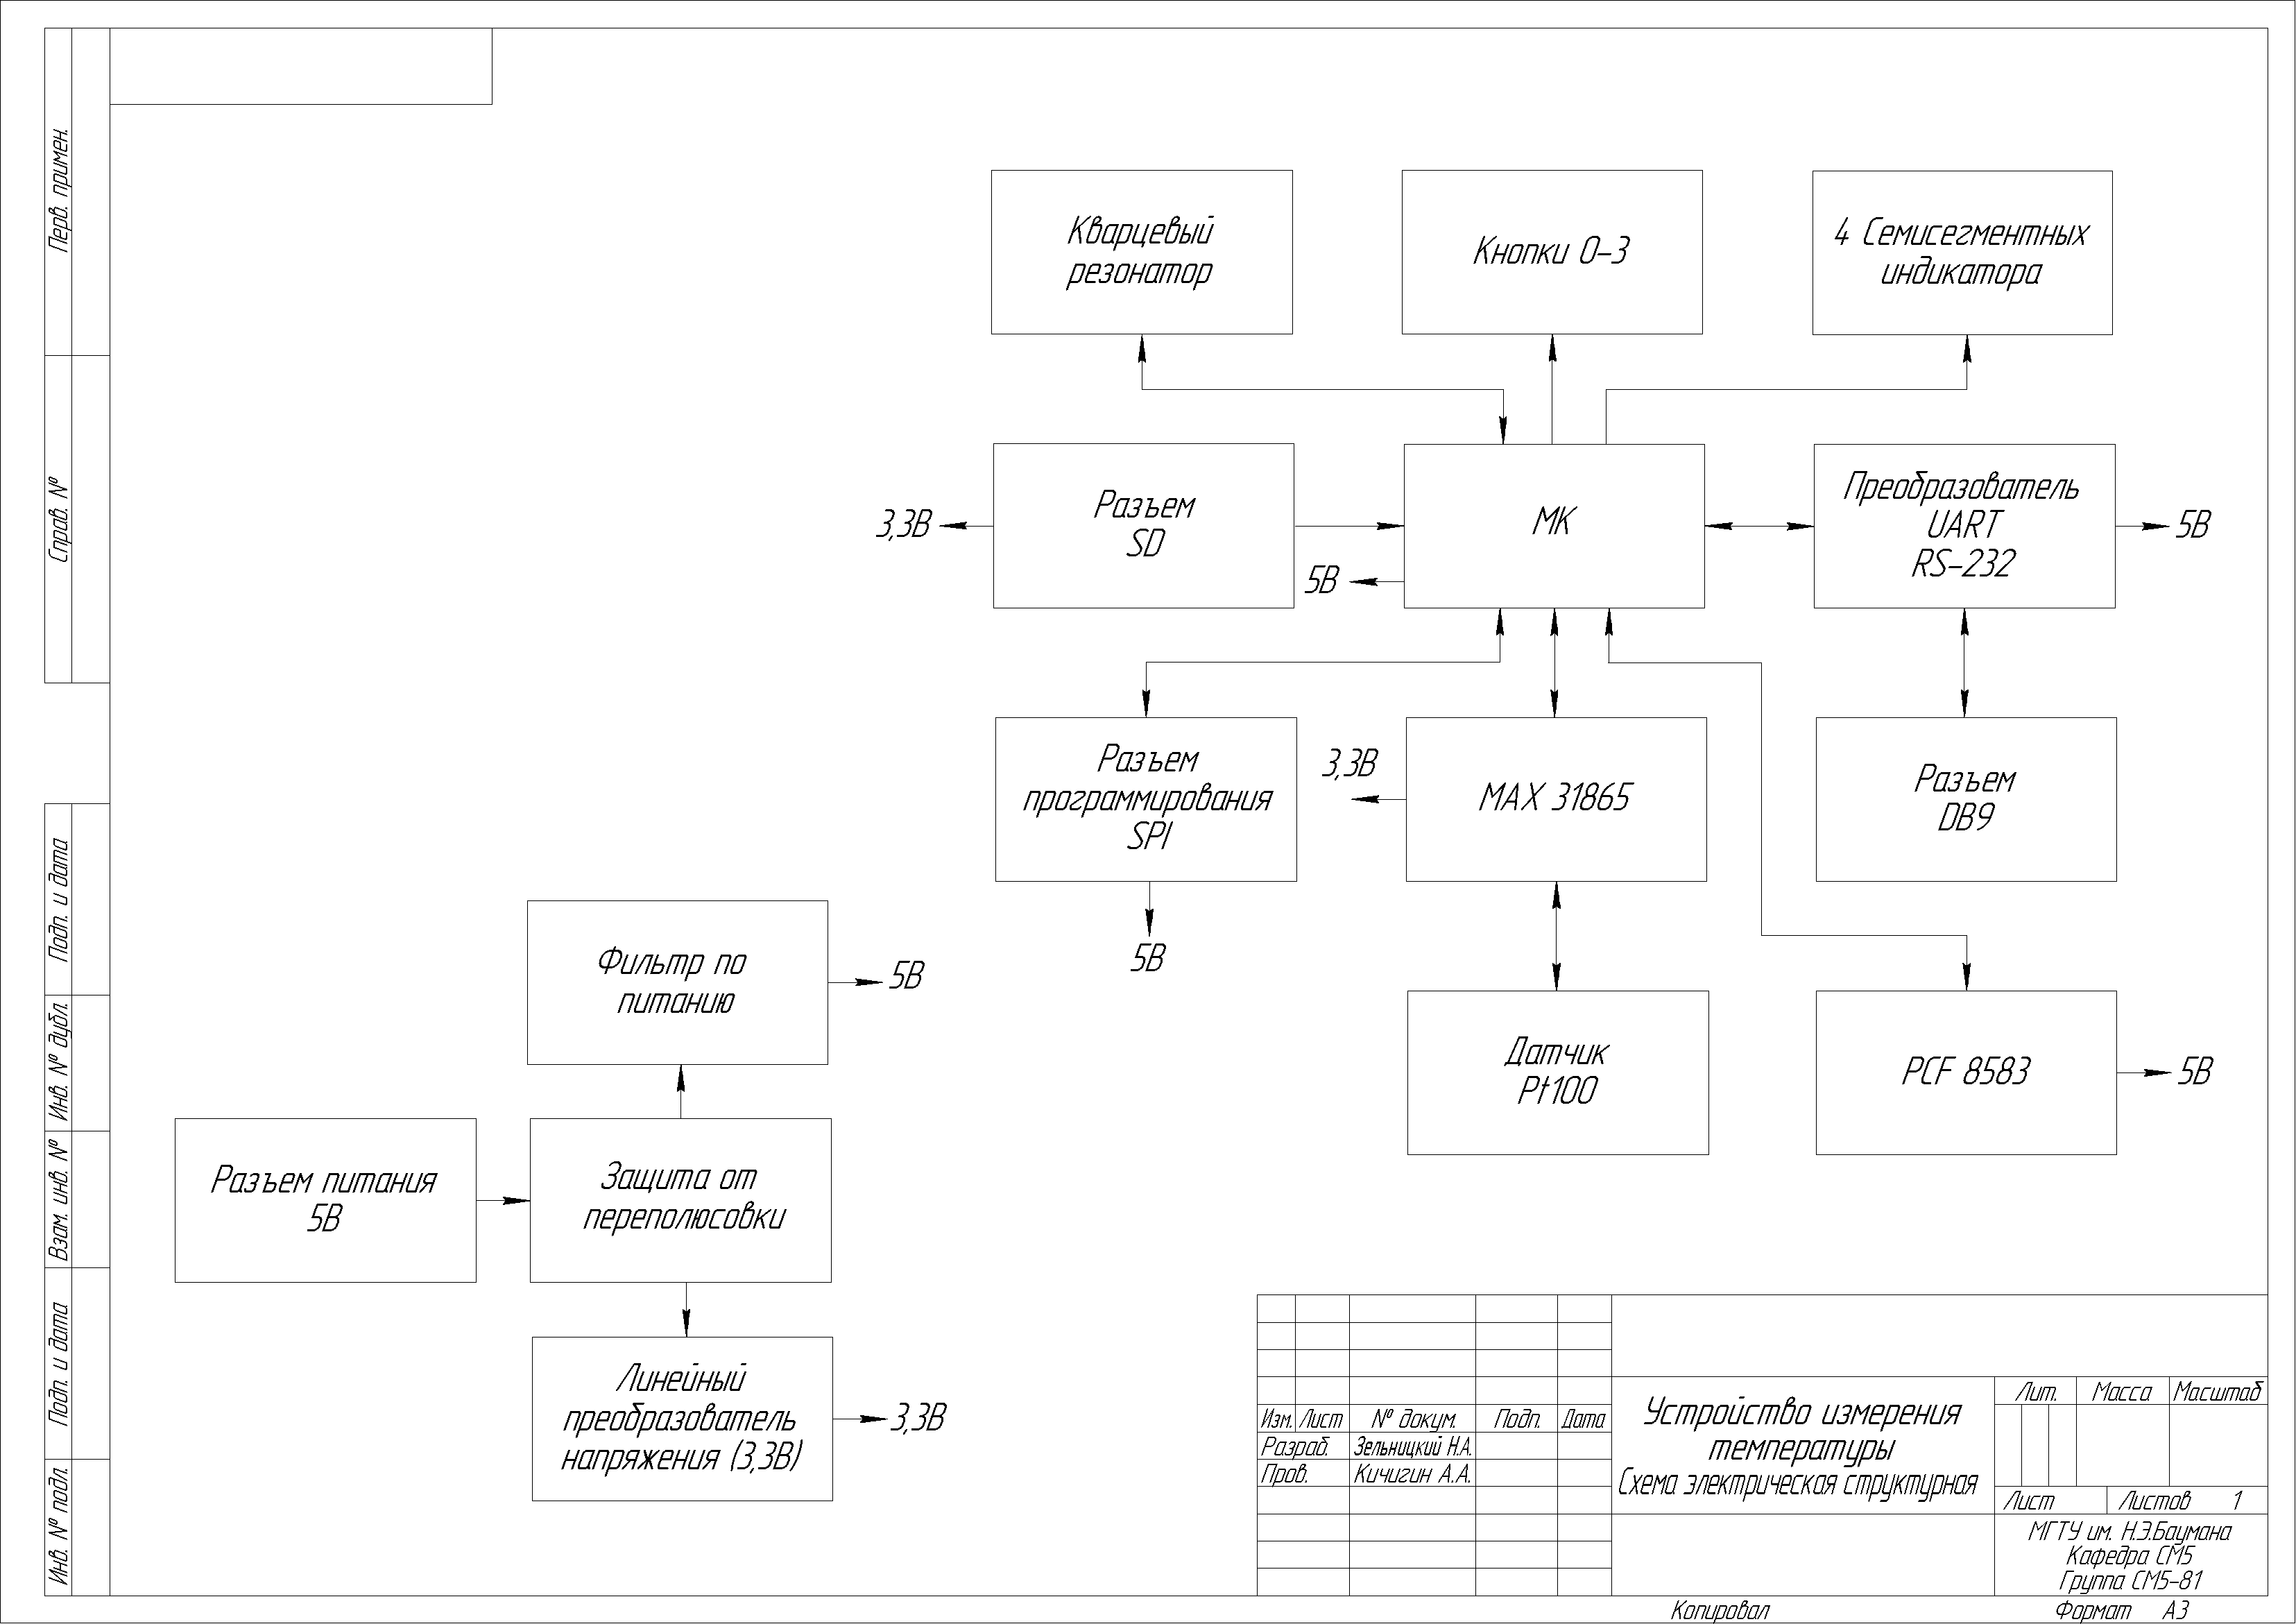 Перв. примен.
Справ. №
Подп. и дата
Инв. № дубл.
Взам. инв. №
Подп. и дата
Инв. № подл.
Кварцевый
резонатор
Кнопки 0-3
4 Семисегментных
индикатора
3,3В
Разъем
SD
5В
МК
Преобразователь
UART
RS-232
5В
Разъем
программирования
SPI
5В
3,3В
MAX 31865
Разъем
DB9
Датчик
Pt100
PCF 8583
5В
Фильтр по
питанию
5В
Разъем питания
5В
Защита от
переполюсовки
Линейный
преобразователь
напряжения (3,3В)
3,3В
Изм. Лист № докум. Подп. Дата
Разраб. Зельницкий Н.А.
Пров. Кичигин А.А.
Устройство измерения
температуры
Схема электрическая структурная
Лит. Масса Масштаб
Лист Листов 1
МГТУ им. Н.Э.Баумана
Кафедра СМ5
Группа СМ5-81
Копировал Формат А3